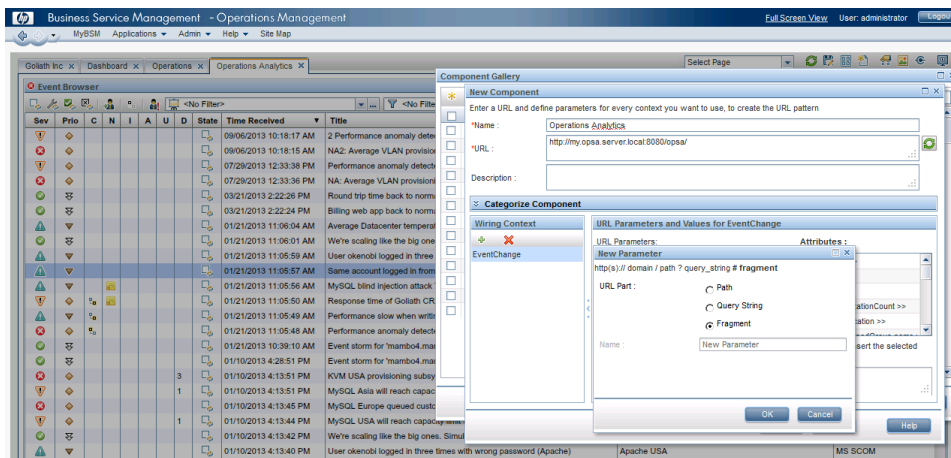 hp Business Service Management - Operations Management
Full Screen View User: administrator Logou
MyBSM Applications Admin Help Site Map
Goliath Inc x Dashboard x Operations x Operations Analytics x
Select Page
Event Browser
<No Filter> ... <No Filte
Sev Prio C N I A U D State Time Received Title
09/06/2013 10:18:17 AM 2 Performance anomaly dete
09/06/2013 10:18:15 AM NA2: Average VLAN provisio
07/29/2013 12:33:38 PM Performance anomaly detect
07/29/2013 12:33:36 PM NA: Average VLAN provisioni
03/21/2013 2:22:26 PM Round trip time back to norm
03/21/2013 2:22:24 PM Billing web app back to norma
01/21/2013 11:06:04 AM Average Datacenter temperat
01/21/2013 11:06:01 AM We're scaling like the big one
01/21/2013 11:05:59 AM User okenobi logged in three
01/21/2013 11:05:57 AM Same account logged in from
01/21/2013 11:05:56 AM MySQL blind injection attack
01/21/2013 11:05:50 AM Response time of Goliath CR
01/21/2013 11:05:49 AM Performance slow when writin
01/21/2013 11:05:48 AM Performance anomaly detecte
01/21/2013 10:39:10 AM Event storm for 'mambo4.mam
01/10/2013 4:28:51 PM Event storm for 'mambo4.mam
3 01/10/2013 4:13:51 PM KVM USA provisioning subsy
1 01/10/2013 4:13:51 PM MySQL Asia will reach capac
01/10/2013 4:13:45 PM MySQL Europe queued custo
1 01/10/2013 4:13:44 PM MySQL USA will reach capacity limit
01/10/2013 4:13:42 PM We're scaling like the big ones. Simul
01/10/2013 4:13:40 PM User okenobi logged in three times with wrong password (Apache) Apache USA MS SCOM
Component Gallery
New Component
Enter a URL and define parameters for every context you want to use, to create the URL pattern
*Name : Operations Analytics
*URL : http://my.opsa.server.local:8080/opsa/
Description :
Categorize Component
Wiring Context
EventChange
URL Parameters and Values for EventChange
URL Parameters: Attributes :
ationCount >>
ation >>
sert the selected
New Parameter
http(s):// domain / path ? query_string # fragment
URL Part :
Path
Query String
Fragment
Name : New Parameter
OK Cancel
Help